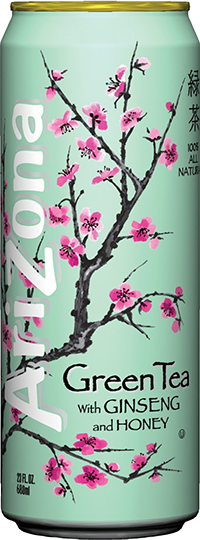 緑
茶
100%
ALL
NATURAL
AriZona
Green Tea
with GINSENG
and HONEY
U
23 FL. OZ.
680ml